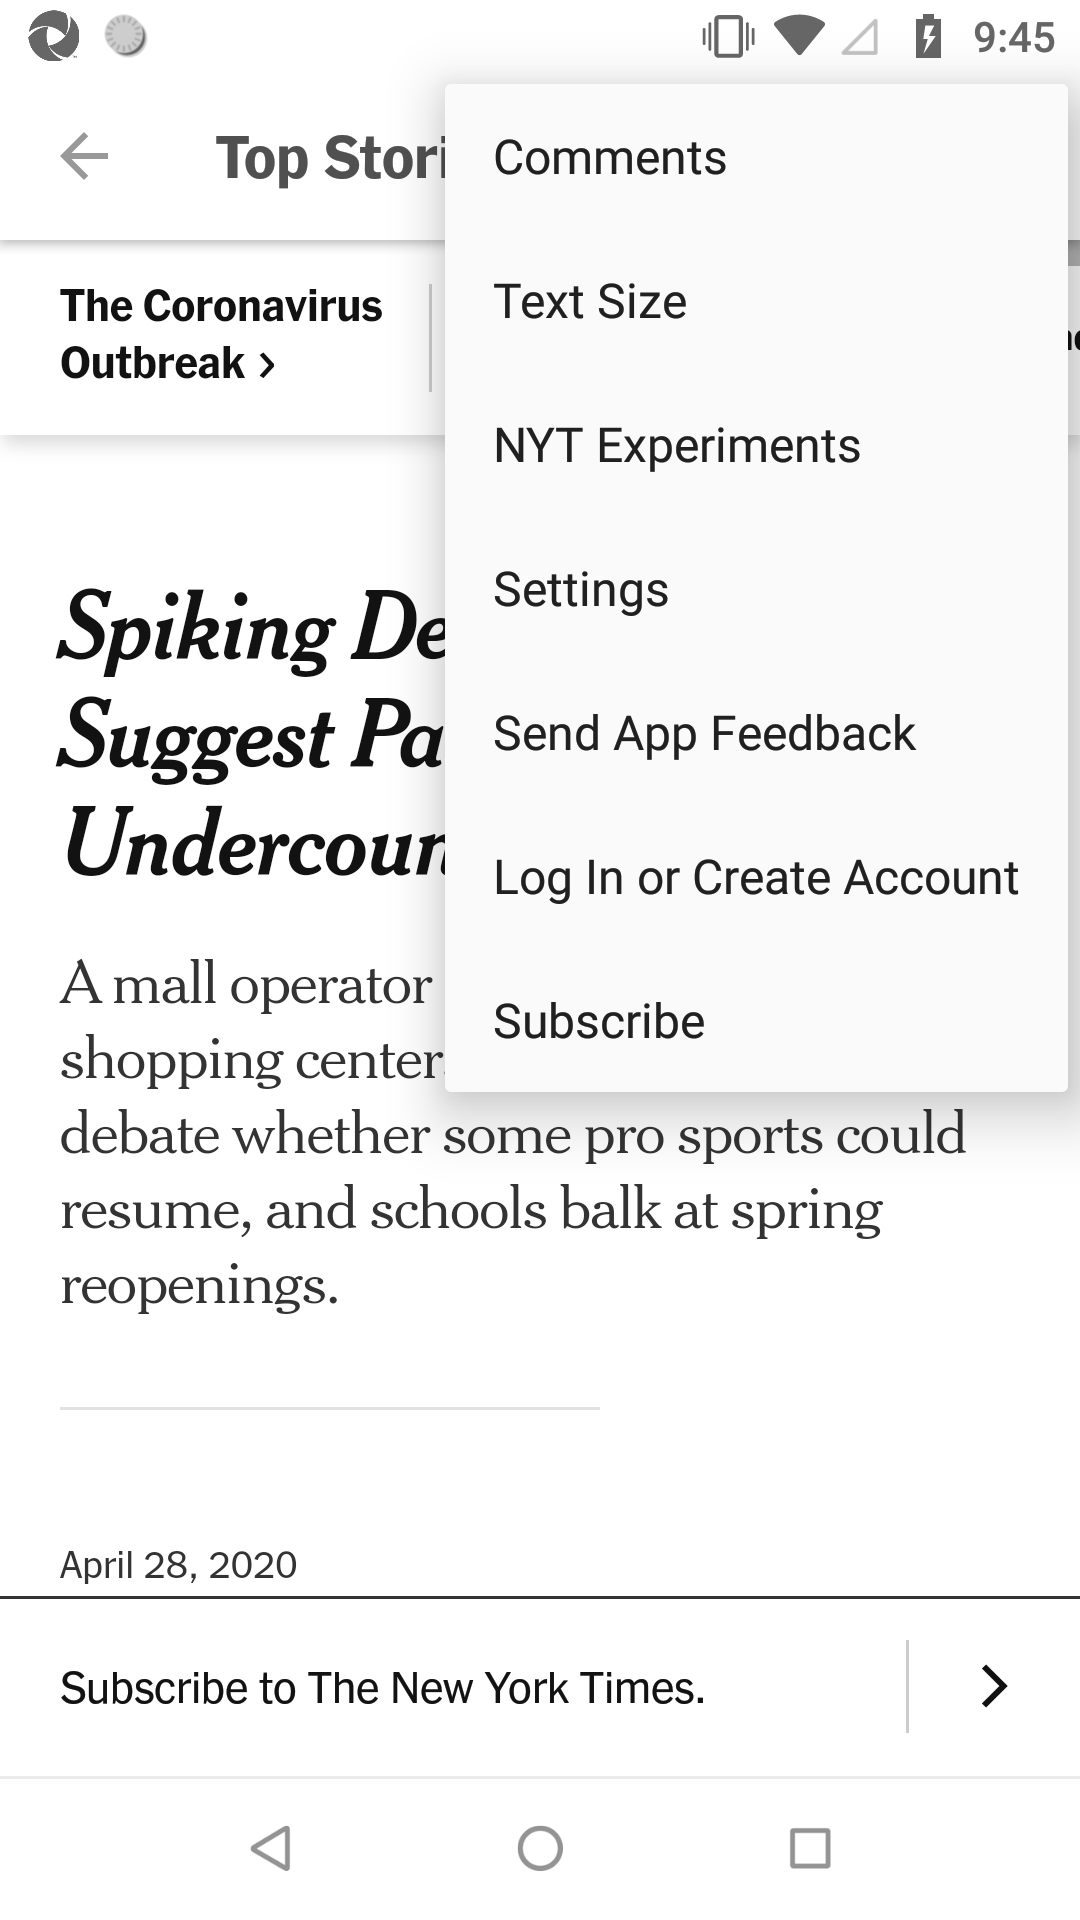 9:45
Top Stori
Comments
Text Size
NYT Experiments
Settings
Send App Feedback
Log In or Create Account
Subscribe
The Coronavirus
Outbreak >
Spiking De
Suggest Pa
Undercoun
A mall operator
shopping center
debate whether some pro sports could
resume, and schools balk at spring
reopenings.
April 28, 2020
Subscribe to The New York Times.